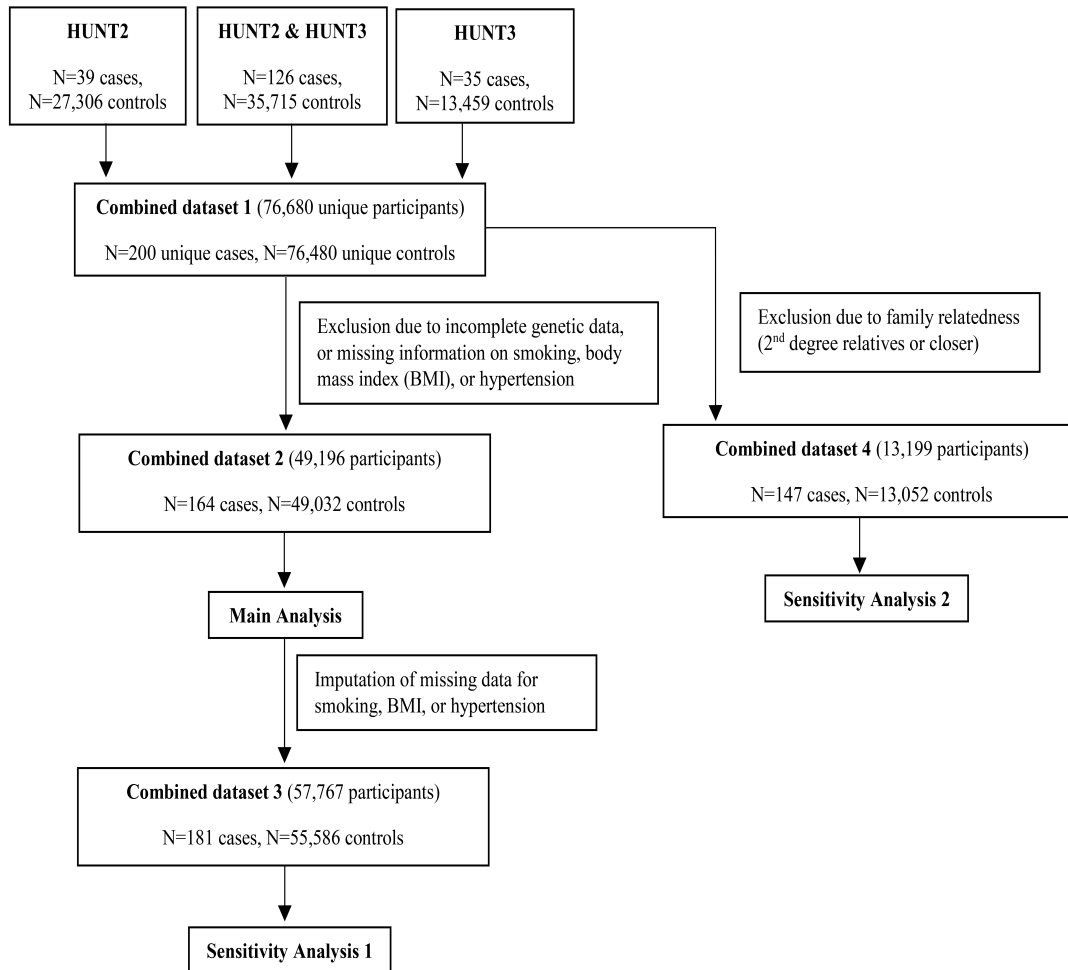 HUNT2
N=39 cases,
N=27,306 controls
HUNT2 & HUNT3
N=126 cases,
N=35,715 controls
HUNT3
N=35 cases,
N=13,459 controls
Combined dataset 1 (76,680 unique participants)
N=200 unique cases, N=76,480 unique controls
Exclusion due to incomplete genetic data,
or missing information on smoking, body
mass index (BMI), or hypertension
Exclusion due to family relatedness
(2nd degree relatives or closer)
Combined dataset 2 (49,196 participants)
N=164 cases, N=49,032 controls
Combined dataset 4 (13,199 participants)
N=147 cases, N=13,052 controls
Main Analysis
Sensitivity Analysis 2
Imputation of missing data for
smoking, BMI, or hypertension
Combined dataset 3 (57,767 participants)
N=181 cases, N=55,586 controls
Sensitivity Analysis 1